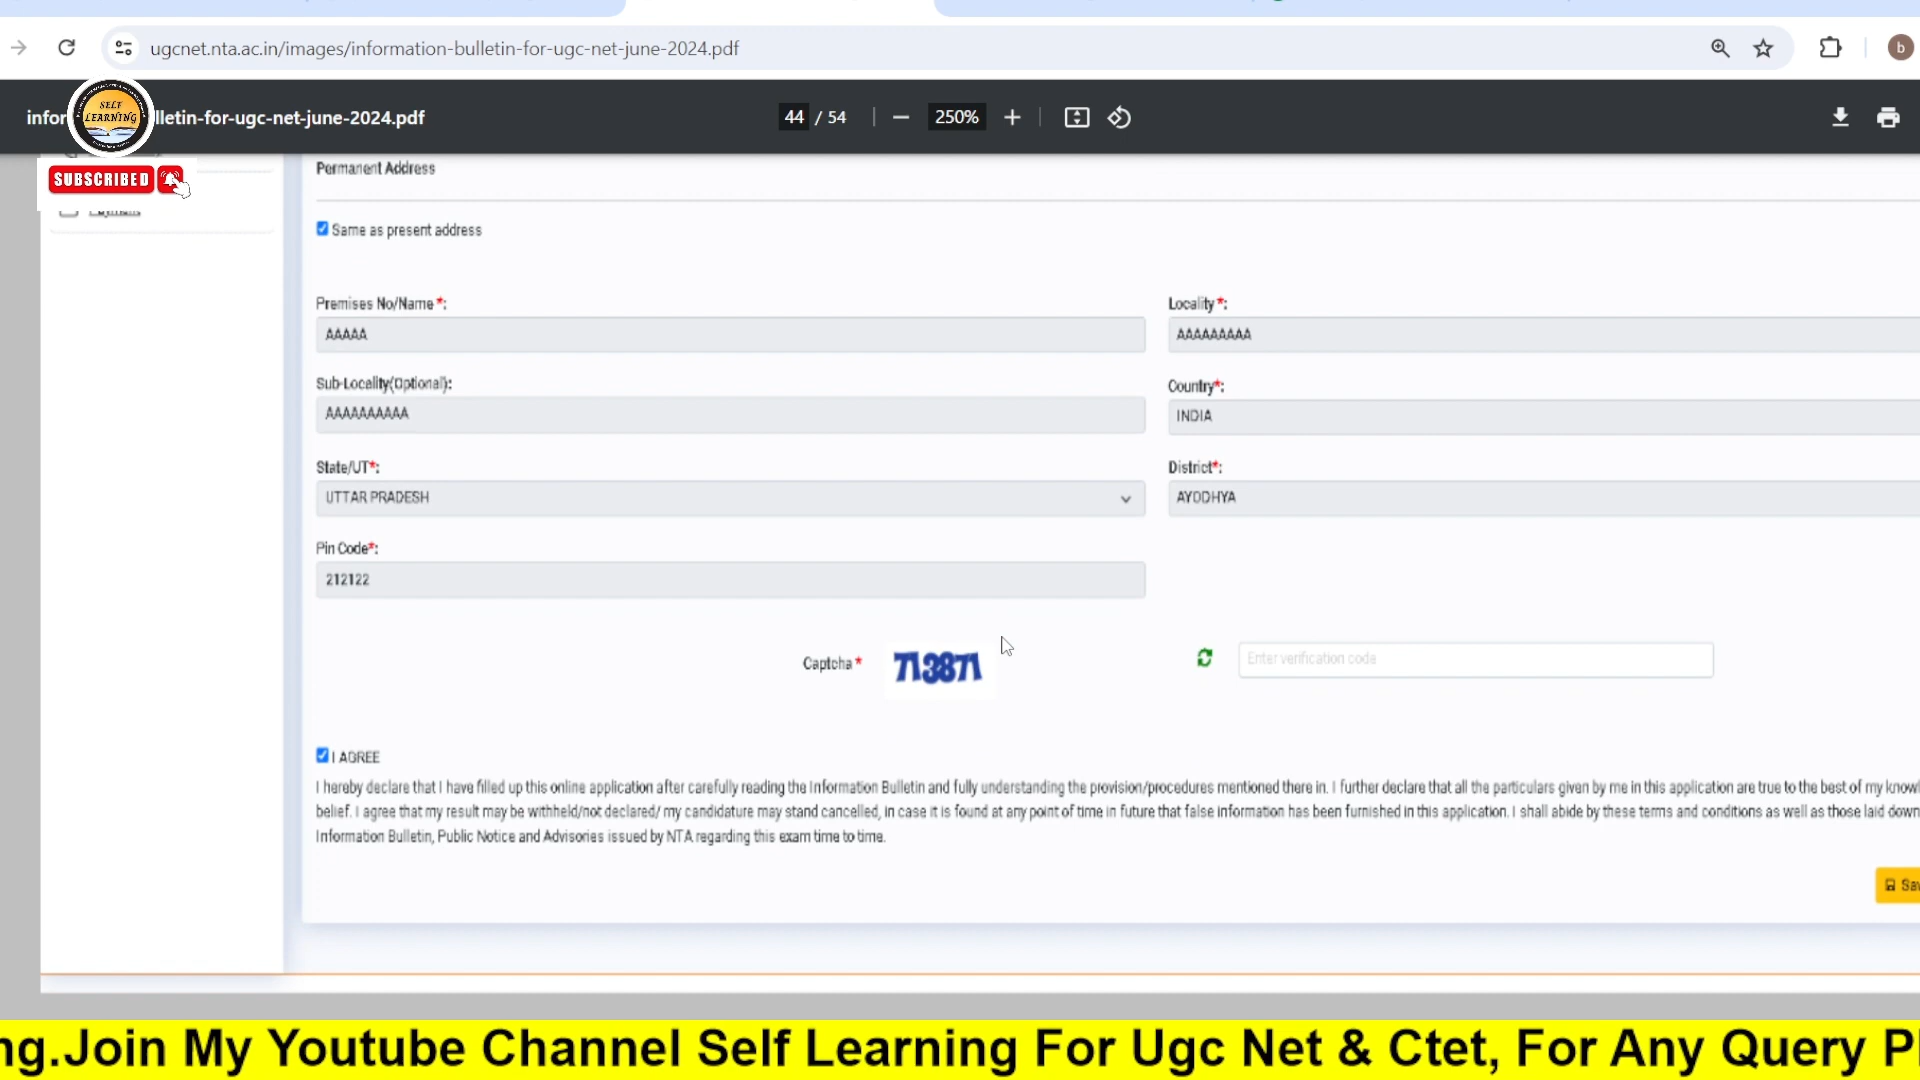 ugcnet.nta.ac.in/images/information-bulletin-for-ugc-net-june-2024.pdf
b
infor lletin-for-ugc-net-june-2024.pdf
44 / 54
250%
SELF
LEARNING
SUBSCRIBED
Permanent Address
Same as present address
Premises No/Name *:
Locality *:
AAAAA
AAAAAAAAA
Sub-Locality(Optional):
Country*:
AAAAAAAAAA
INDIA
State/UT*:
District*:
UTTAR PRADESH
AYODHYA
Pin Code*:
212122
Captcha *
713871
Enter verification code
I AGREE
I hereby declare that I have filled up this online application after carefully reading the Information Bulletin and fully understanding the provision/procedures mentioned there in. I further declare that all the particulars given by me in this application are true to the best of my knowl
belief. I agree that my result may be withheld/not declared/ my candidature may stand cancelled, in case it is found at any point of time in future that false information has been furnished in this application. I shall abide by these terms and conditions as well as those laid down
Information Bulletin, Public Notice and Advisories issued by NTA regarding this exam time to time.
Sav
ng.Join My Youtube Channel Self Learning For Ugc Net & Ctet, For Any Query Pl